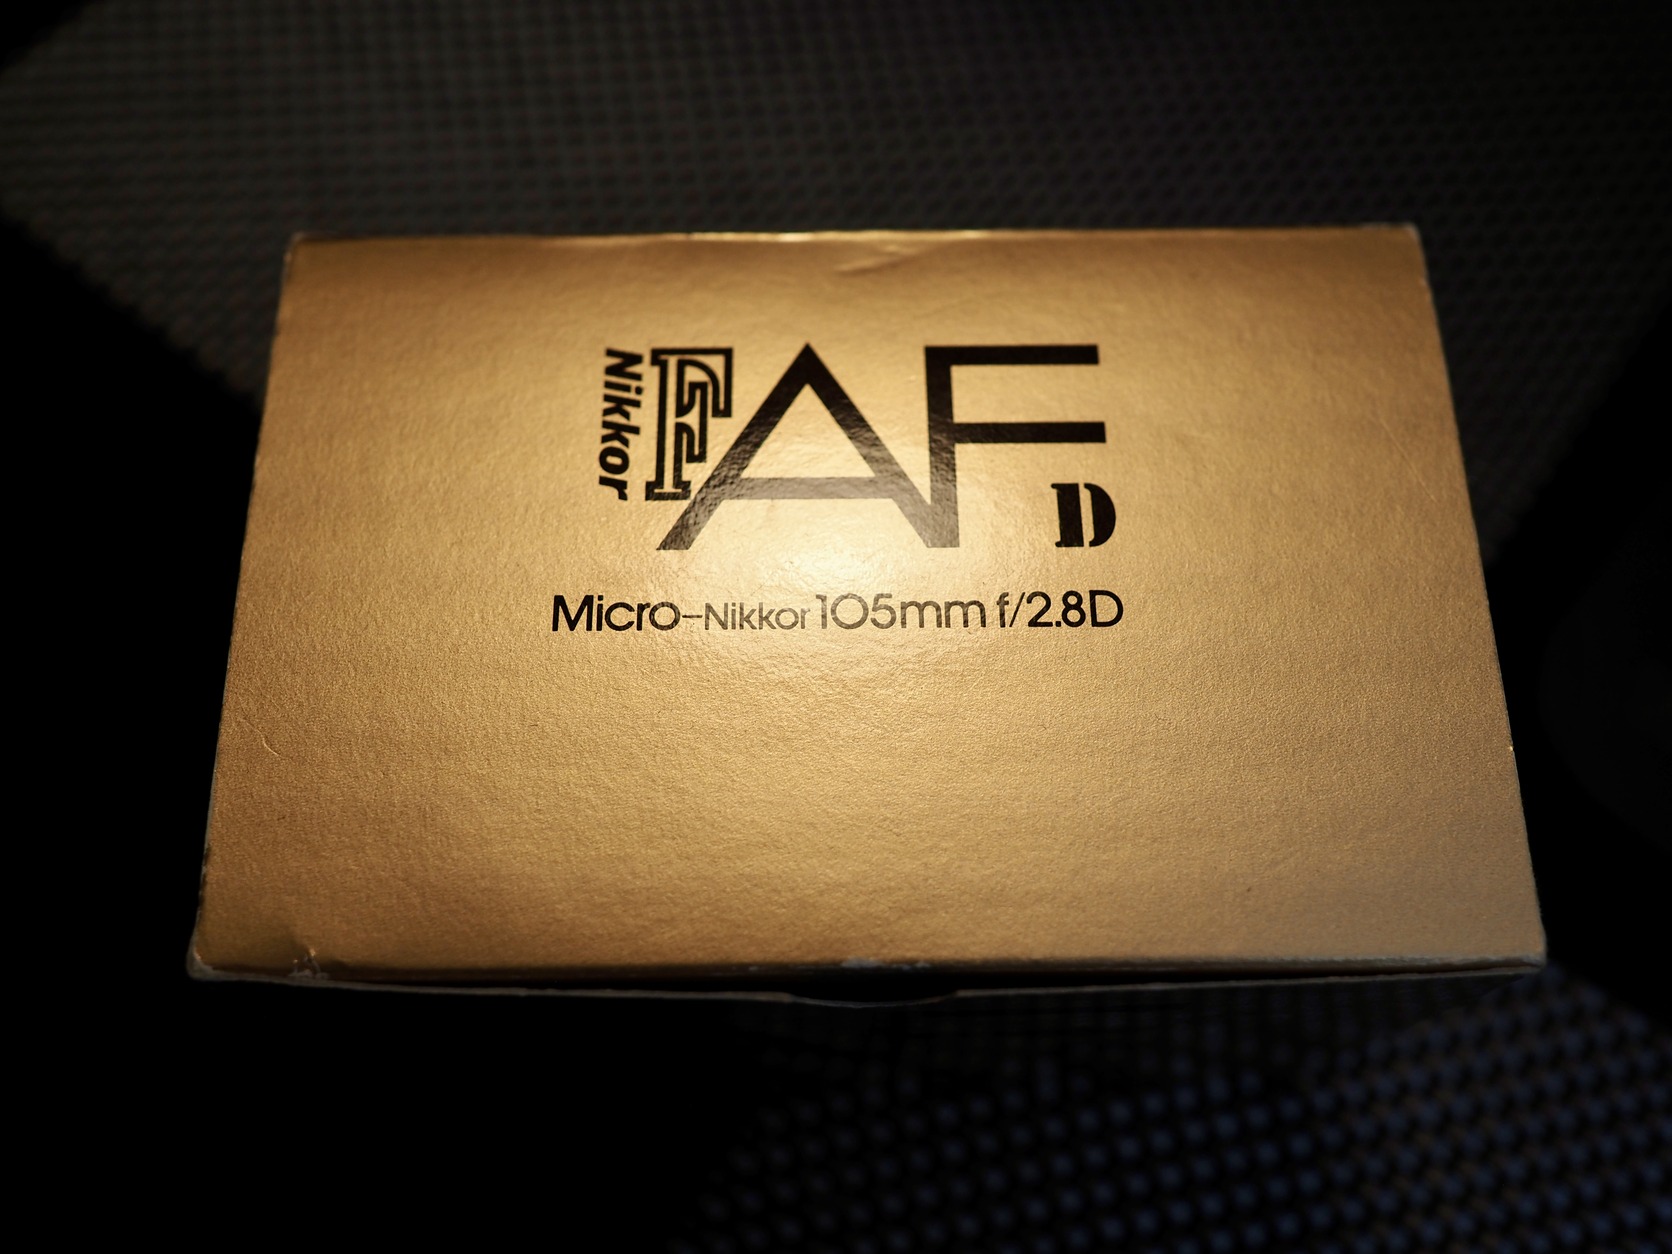 Nikkor
F AF
D
Micro-Nikkor 105mm f/2.8D